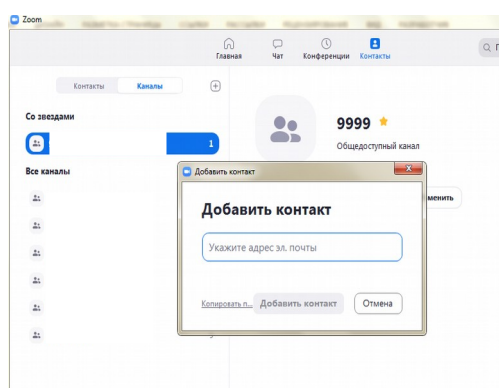 Zoom
Главная
Чат
Конференции
Контакты
Контакты
Каналы
Со звездами
1
9999
Общедоступный канал
Все каналы
Добавить контакт
менить
Добавить контакт
Укажите адрес эл. почты
Копировать п...
Добавить контакт
Отмена